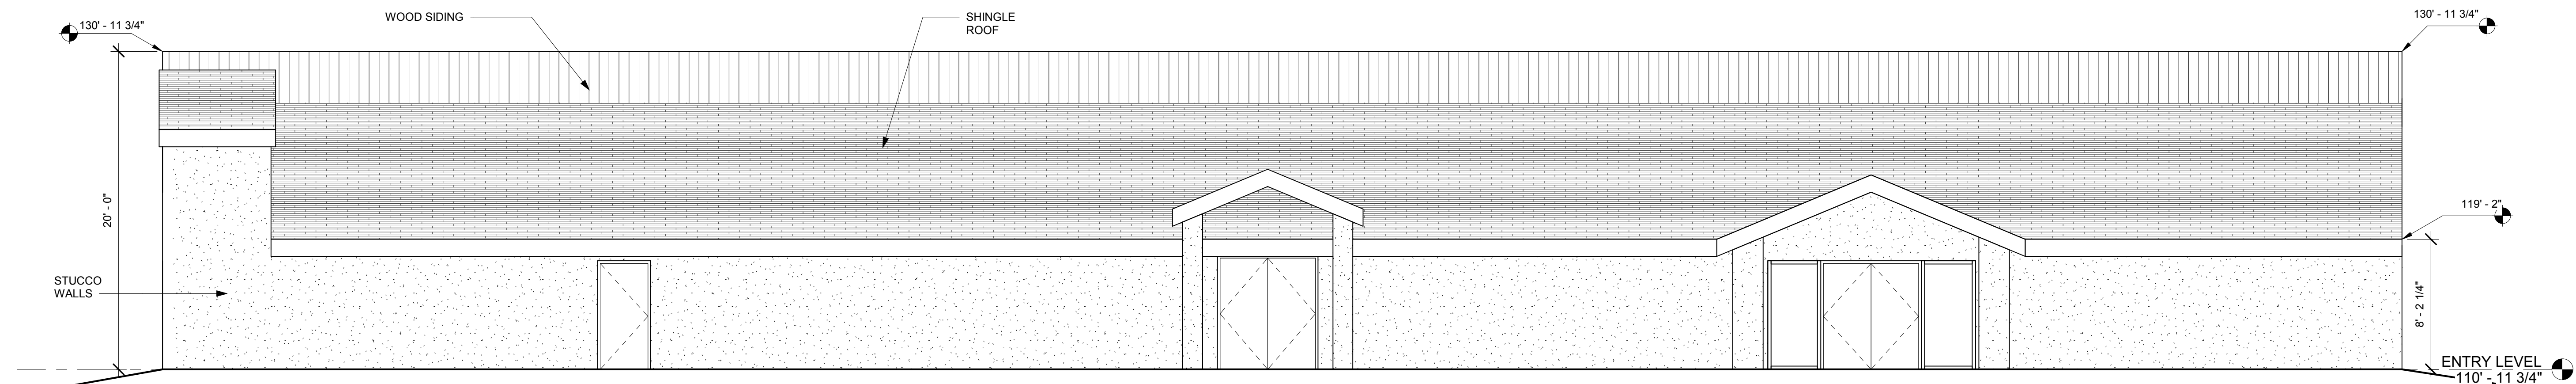 130' - 11 3/4"
WOOD SIDING
SHINGLE
ROOF
130' - 11 3/4"
20' - 0"
119' - 2"
STUCCO
WALLS
8' - 2 1/4"
ENTRY LEVEL
110' - 11 3/4"